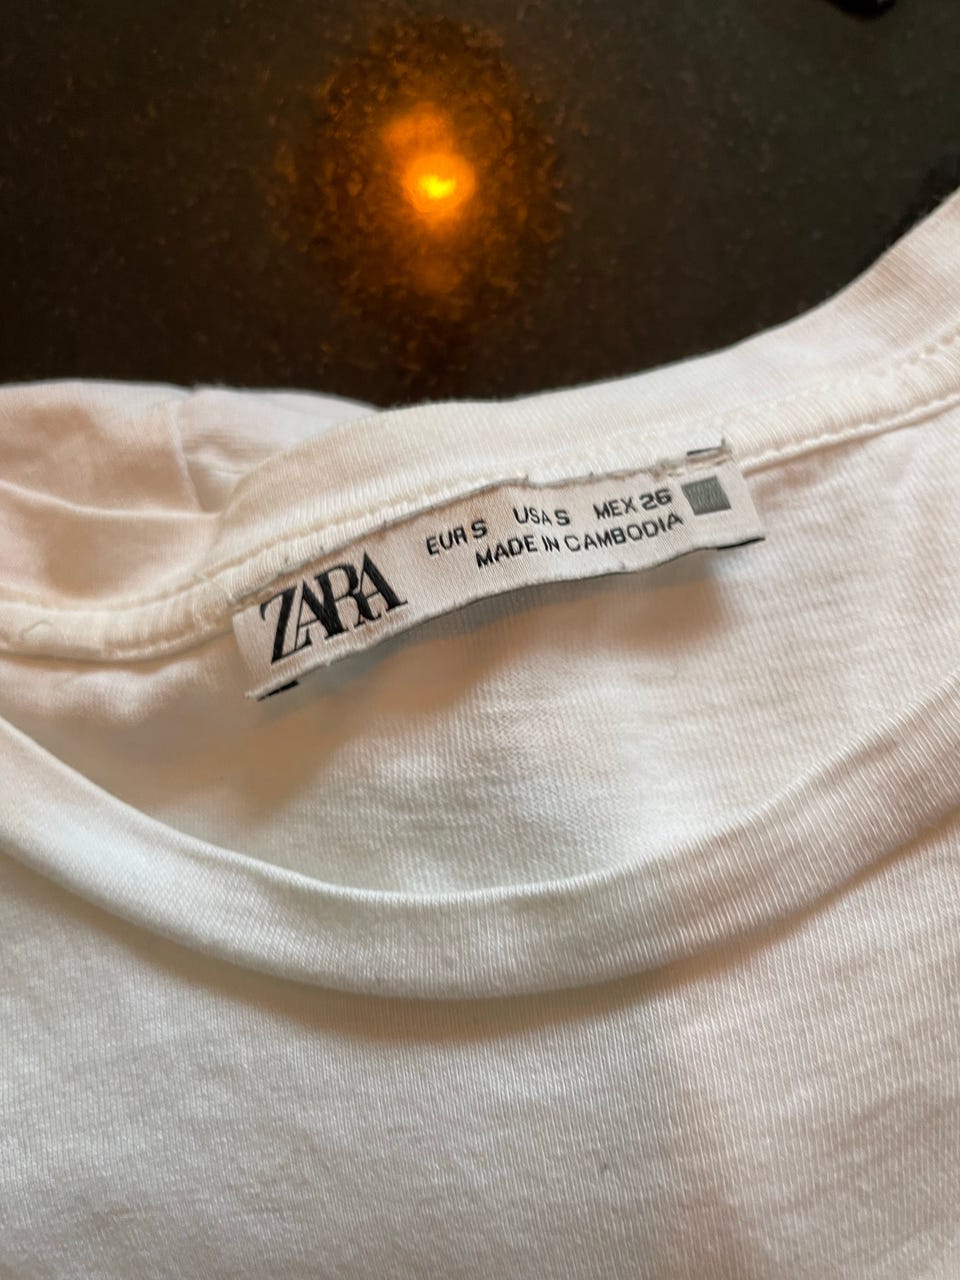 ZARA
EUR S USA S MEX 26
MADE IN CAMBODIA